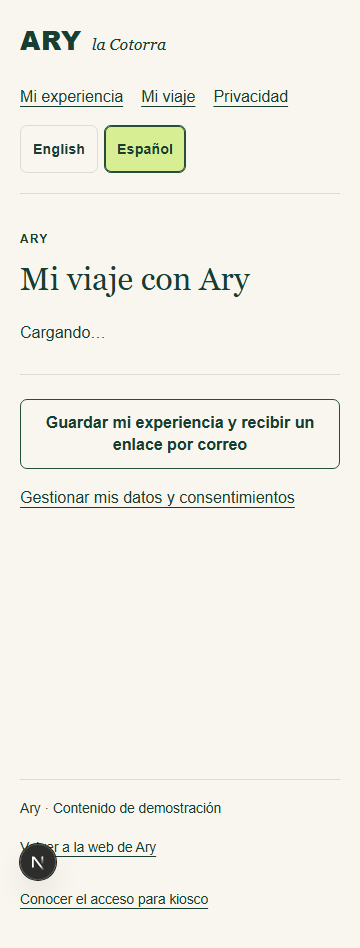 ARY la Cotorra
Mi experiencia Mi viaje Privacidad
English Español
ARY
Mi viaje con Ary
Cargando…
Guardar mi experiencia y recibir un
enlace por correo
Gestionar mis datos y consentimientos
Ary · Contenido de demostración
Volver a la web de Ary
N
Conocer el acceso para kiosco